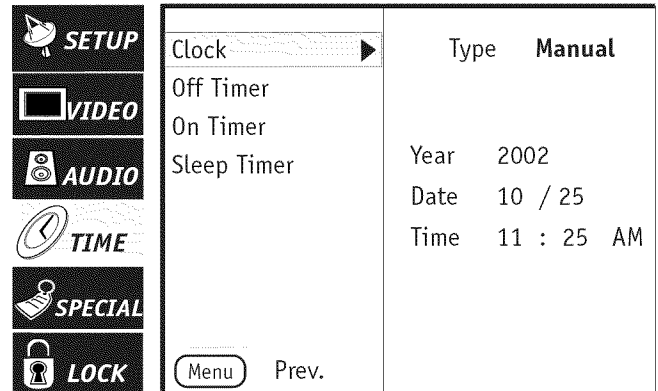 SETUP
VIDEO
AUDIO
TIME
SPECIAL
LOCK
Clock
Off Timer
On Timer
Sleep Timer
Menu Prev.
Type Manual
Year 2002
Date 10 / 25
Time 11 : 25 AM